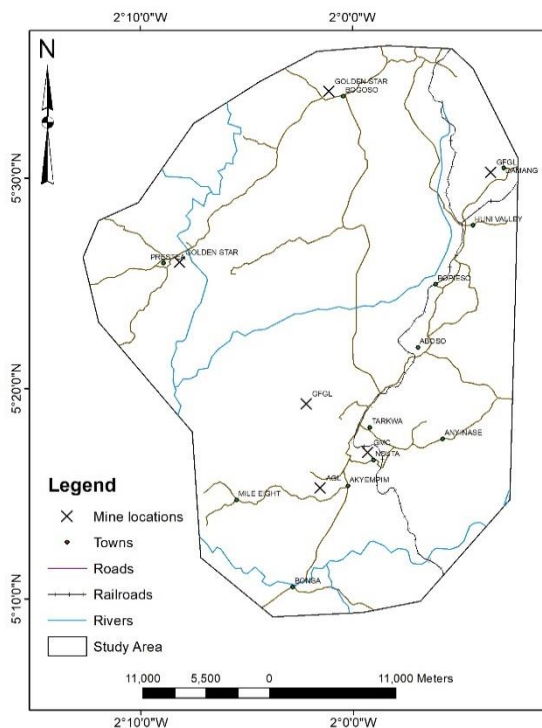 2°10'0"W 2°0'0"W
N
GOLDEN STAR
BOGOSO
5°30'0"N
GFGL
DAMANG
HUNI VALLEY
GOLDEN STAR
PRESTEA
BOPIESO
ABOSO
5°20'0"N
GFGL
TARKWA
ANYINASE
GMC
NSUTA
AGL
AKYEMPIM
MILE EIGHT
BONSA
5°10'0"N
Legend
Mine locations
Towns
Roads
Railroads
Rivers
Study Area
11,000 5,500 0 11,000 Meters
2°10'0"W 2°0'0"W